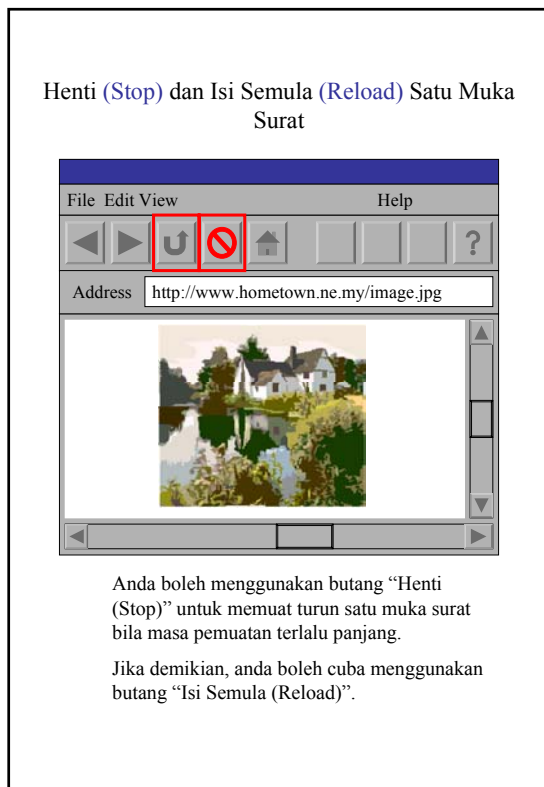 Henti (Stop) dan Isi Semula (Reload) Satu Muka
Surat
File Edit View Help
?
Address http://www.hometown.ne.my/image.jpg
Anda boleh menggunakan butang “Henti
(Stop)” untuk memuat turun satu muka surat
bila masa pemuatan terlalu panjang.
Jika demikian, anda boleh cuba menggunakan
butang “Isi Semula (Reload)”.